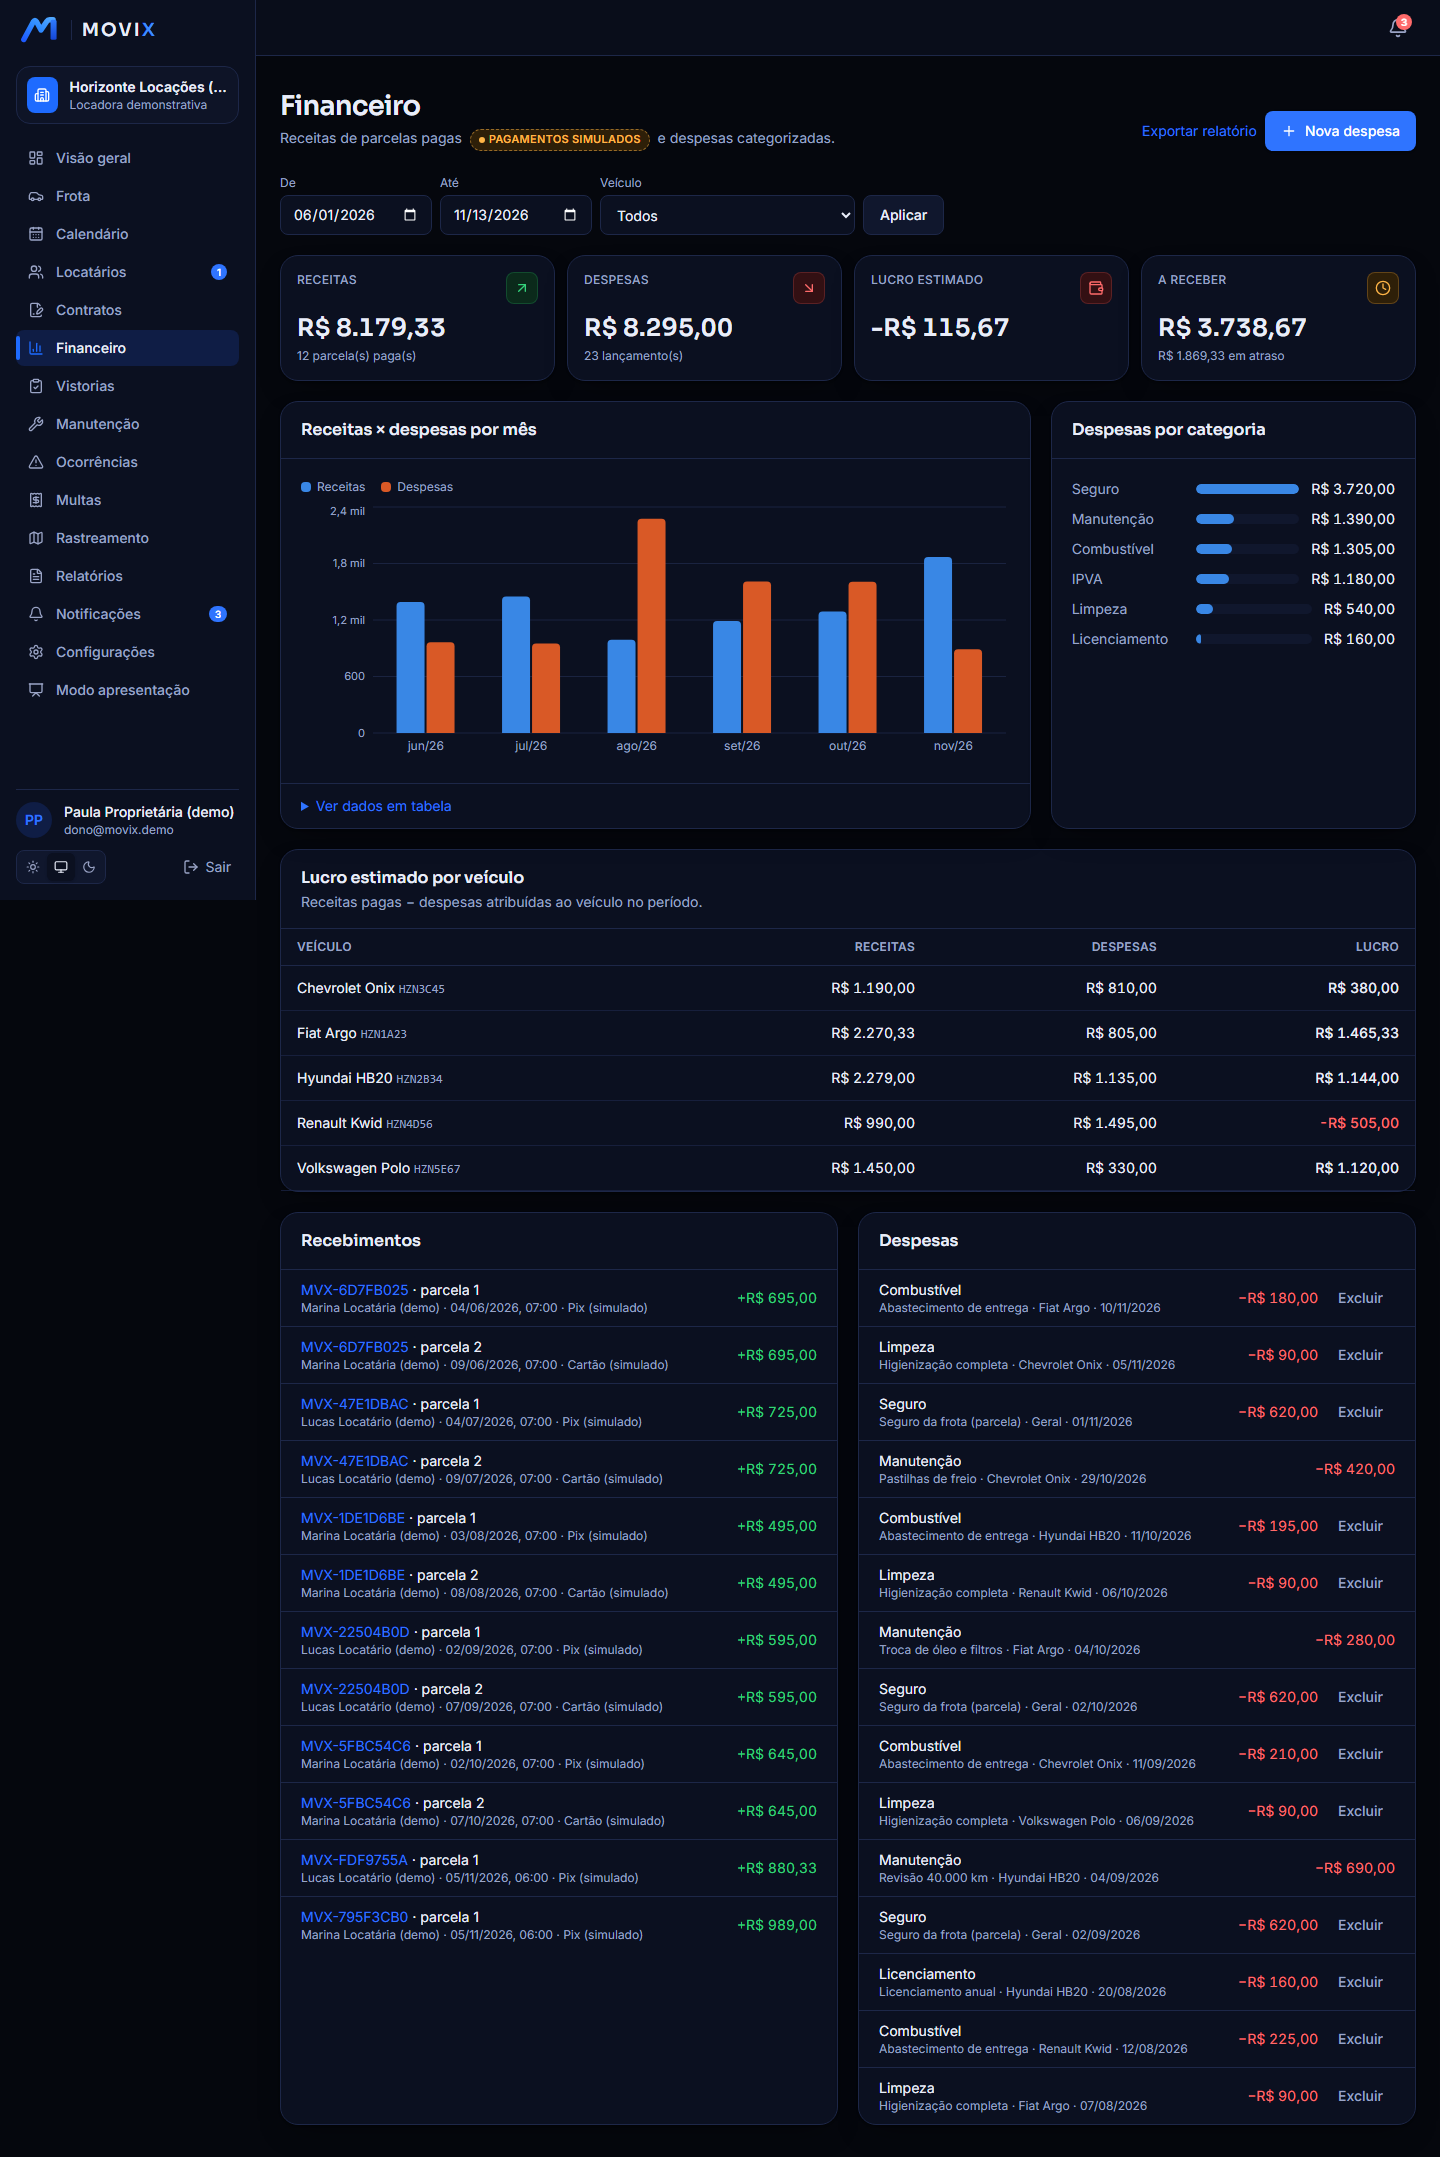 MOVIX
Horizonte Locações (...
Locadora demonstrativa
Visão geral
Frota
Calendário
Locatários 1
Contratos
Financeiro
Vistorias
Manutenção
Ocorrências
Multas
Rastreamento
Relatórios
Notificações 3
Configurações
Modo apresentação
PP
Paula Proprietária (demo)
dono@movix.demo
Sair
3
Financeiro
Receitas de parcelas pagas PAGAMENTOS SIMULADOS e despesas categorizadas.
Exportar relatório
+ Nova despesa
De
Até
Veículo
06/01/2026
11/13/2026
Todos
Aplicar
RECEITAS
R$ 8.179,33
12 parcela(s) paga(s)
DESPESAS
R$ 8.295,00
23 lançamento(s)
LUCRO ESTIMADO
-R$ 115,67
A RECEBER
R$ 3.738,67
R$ 1.869,33 em atraso
Receitas × despesas por mês
Receitas
Despesas
2,4 mil
1,8 mil
1,2 mil
600
0
jun/26
jul/26
ago/26
set/26
out/26
nov/26
▶ Ver dados em tabela
Despesas por categoria
Seguro R$ 3.720,00
Manutenção R$ 1.390,00
Combustível R$ 1.305,00
IPVA R$ 1.180,00
Limpeza R$ 540,00
Licenciamento R$ 160,00
Lucro estimado por veículo
Receitas pagas − despesas atribuídas ao veículo no período.
VEÍCULO RECEITAS DESPESAS LUCRO
Chevrolet Onix HZN3C45 R$ 1.190,00 R$ 810,00 R$ 380,00
Fiat Argo HZN1A23 R$ 2.270,33 R$ 805,00 R$ 1.465,33
Hyundai HB20 HZN2B34 R$ 2.279,00 R$ 1.135,00 R$ 1.144,00
Renault Kwid HZN4D56 R$ 990,00 R$ 1.495,00 -R$ 505,00
Volkswagen Polo HZN5E67 R$ 1.450,00 R$ 330,00 R$ 1.120,00
Recebimentos
MVX-6D7FB025 · parcela 1
Marina Locatária (demo) · 04/06/2026, 07:00 · Pix (simulado)
+R$ 695,00
MVX-6D7FB025 · parcela 2
Marina Locatária (demo) · 09/06/2026, 07:00 · Cartão (simulado)
+R$ 695,00
MVX-47E1DBAC · parcela 1
Lucas Locatário (demo) · 04/07/2026, 07:00 · Pix (simulado)
+R$ 725,00
MVX-47E1DBAC · parcela 2
Lucas Locatário (demo) · 09/07/2026, 07:00 · Cartão (simulado)
+R$ 725,00
MVX-1DE1D6BE · parcela 1
Marina Locatária (demo) · 03/08/2026, 07:00 · Pix (simulado)
+R$ 495,00
MVX-1DE1D6BE · parcela 2
Marina Locatária (demo) · 08/08/2026, 07:00 · Cartão (simulado)
+R$ 495,00
MVX-22504B0D · parcela 1
Lucas Locatário (demo) · 02/09/2026, 07:00 · Pix (simulado)
+R$ 595,00
MVX-22504B0D · parcela 2
Lucas Locatário (demo) · 07/09/2026, 07:00 · Cartão (simulado)
+R$ 595,00
MVX-5FBC54C6 · parcela 1
Marina Locatária (demo) · 02/10/2026, 07:00 · Pix (simulado)
+R$ 645,00
MVX-5FBC54C6 · parcela 2
Marina Locatária (demo) · 07/10/2026, 07:00 · Cartão (simulado)
+R$ 645,00
MVX-FDF9755A · parcela 1
Lucas Locatário (demo) · 05/11/2026, 06:00 · Pix (simulado)
+R$ 880,33
MVX-795F3CB0 · parcela 1
Marina Locatária (demo) · 05/11/2026, 06:00 · Pix (simulado)
+R$ 989,00
Despesas
Combustível
Abastecimento de entrega · Fiat Argo · 10/11/2026
−R$ 180,00 Excluir
Limpeza
Higienização completa · Chevrolet Onix · 05/11/2026
−R$ 90,00 Excluir
Seguro
Seguro da frota (parcela) · Geral · 01/11/2026
−R$ 620,00 Excluir
Manutenção
Pastilhas de freio · Chevrolet Onix · 29/10/2026
−R$ 420,00
Combustível
Abastecimento de entrega · Hyundai HB20 · 11/10/2026
−R$ 195,00 Excluir
Limpeza
Higienização completa · Renault Kwid · 06/10/2026
−R$ 90,00 Excluir
Manutenção
Troca de óleo e filtros · Fiat Argo · 04/10/2026
−R$ 280,00
Seguro
Seguro da frota (parcela) · Geral · 02/10/2026
−R$ 620,00 Excluir
Combustível
Abastecimento de entrega · Chevrolet Onix · 11/09/2026
−R$ 210,00 Excluir
Limpeza
Higienização completa · Volkswagen Polo · 06/09/2026
−R$ 90,00 Excluir
Manutenção
Revisão 40.000 km · Hyundai HB20 · 04/09/2026
−R$ 690,00
Seguro
Seguro da frota (parcela) · Geral · 02/09/2026
−R$ 620,00 Excluir
Licenciamento
Licenciamento anual · Hyundai HB20 · 20/08/2026
−R$ 160,00 Excluir
Combustível
Abastecimento de entrega · Renault Kwid · 12/08/2026
−R$ 225,00 Excluir
Limpeza
Higienização completa · Fiat Argo · 07/08/2026
−R$ 90,00 Excluir